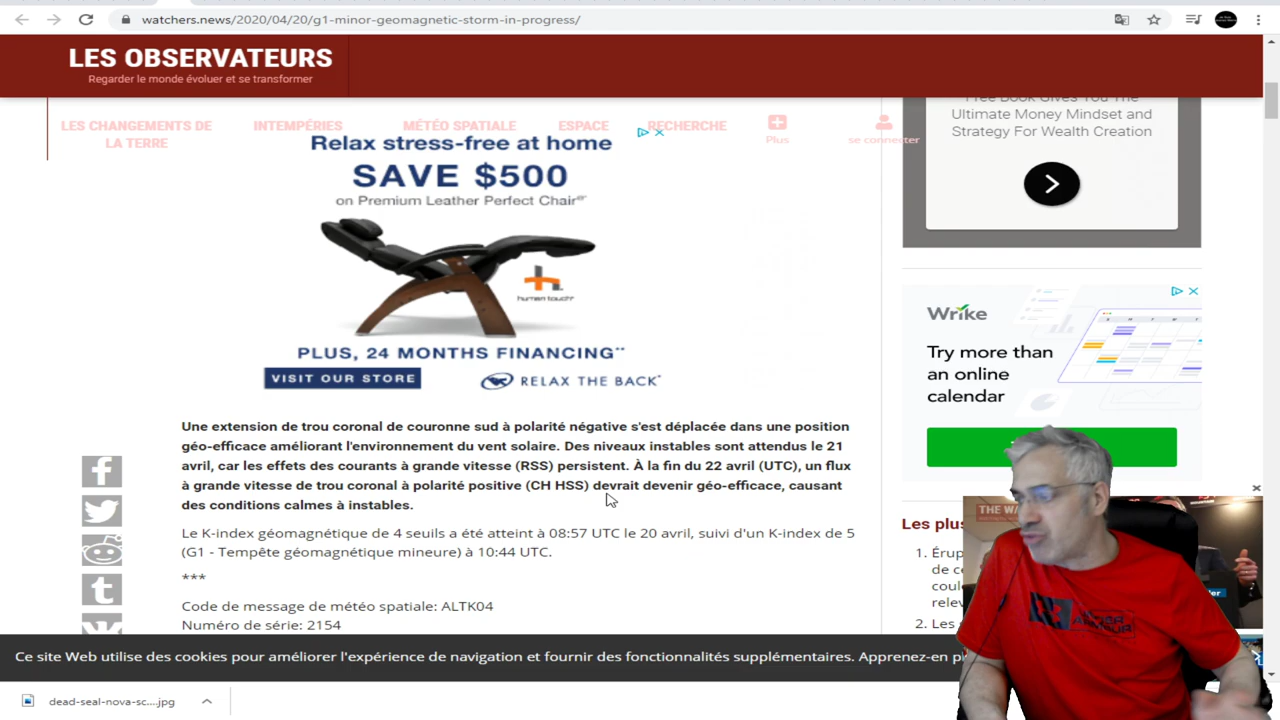 watchers.news/2020/04/20/g1-minor-geomagnetic-storm-in-progress/
LES OBSERVATEURS
Regarder le monde évoluer et se transformer
LES CHANGEMENTS DE
LA TERRE
INTEMPÉRIES
MÉTÉO SPATIALE
ESPACE
RECHERCHE
Plus
se connecter
Relax stress-free at home
SAVE $500
on Premium Leather Perfect Chair
human touch
PLUS, 24 MONTHS FINANCING**
VISIT OUR STORE
RELAX THE BACK
Free Book Gives You The
Ultimate Money Mindset and
Strategy For Wealth Creation
Wrike
Try more than
an online
calendar
Une extension de trou coronal de couronne sud à polarité négative s'est déplacée dans une position
géo-efficace améliorant l'environnement du vent solaire. Des niveaux instables sont attendus le 21
avril, car les effets des courants à grande vitesse (RSS) persistent. À la fin du 22 avril (UTC), un flux
à grande vitesse de trou coronal à polarité positive (CH HSS) devrait devenir géo-efficace, causant
des conditions calmes à instables.
Le K-index géomagnétique de 4 seuils a été atteint à 08:57 UTC le 20 avril, suivi d'un K-index de 5
(G1 - Tempête géomagnétique mineure) à 10:44 UTC.
***
Code de message de météo spatiale: ALTK04
Numéro de série: 2154
Les plus
1.
de ce
2. Les
THE WA
Ce site Web utilise des cookies pour améliorer l'expérience de navigation et fournir des fonctionnalités supplémentaires. Apprenez-en
dead-seal-nova-sc....jpg